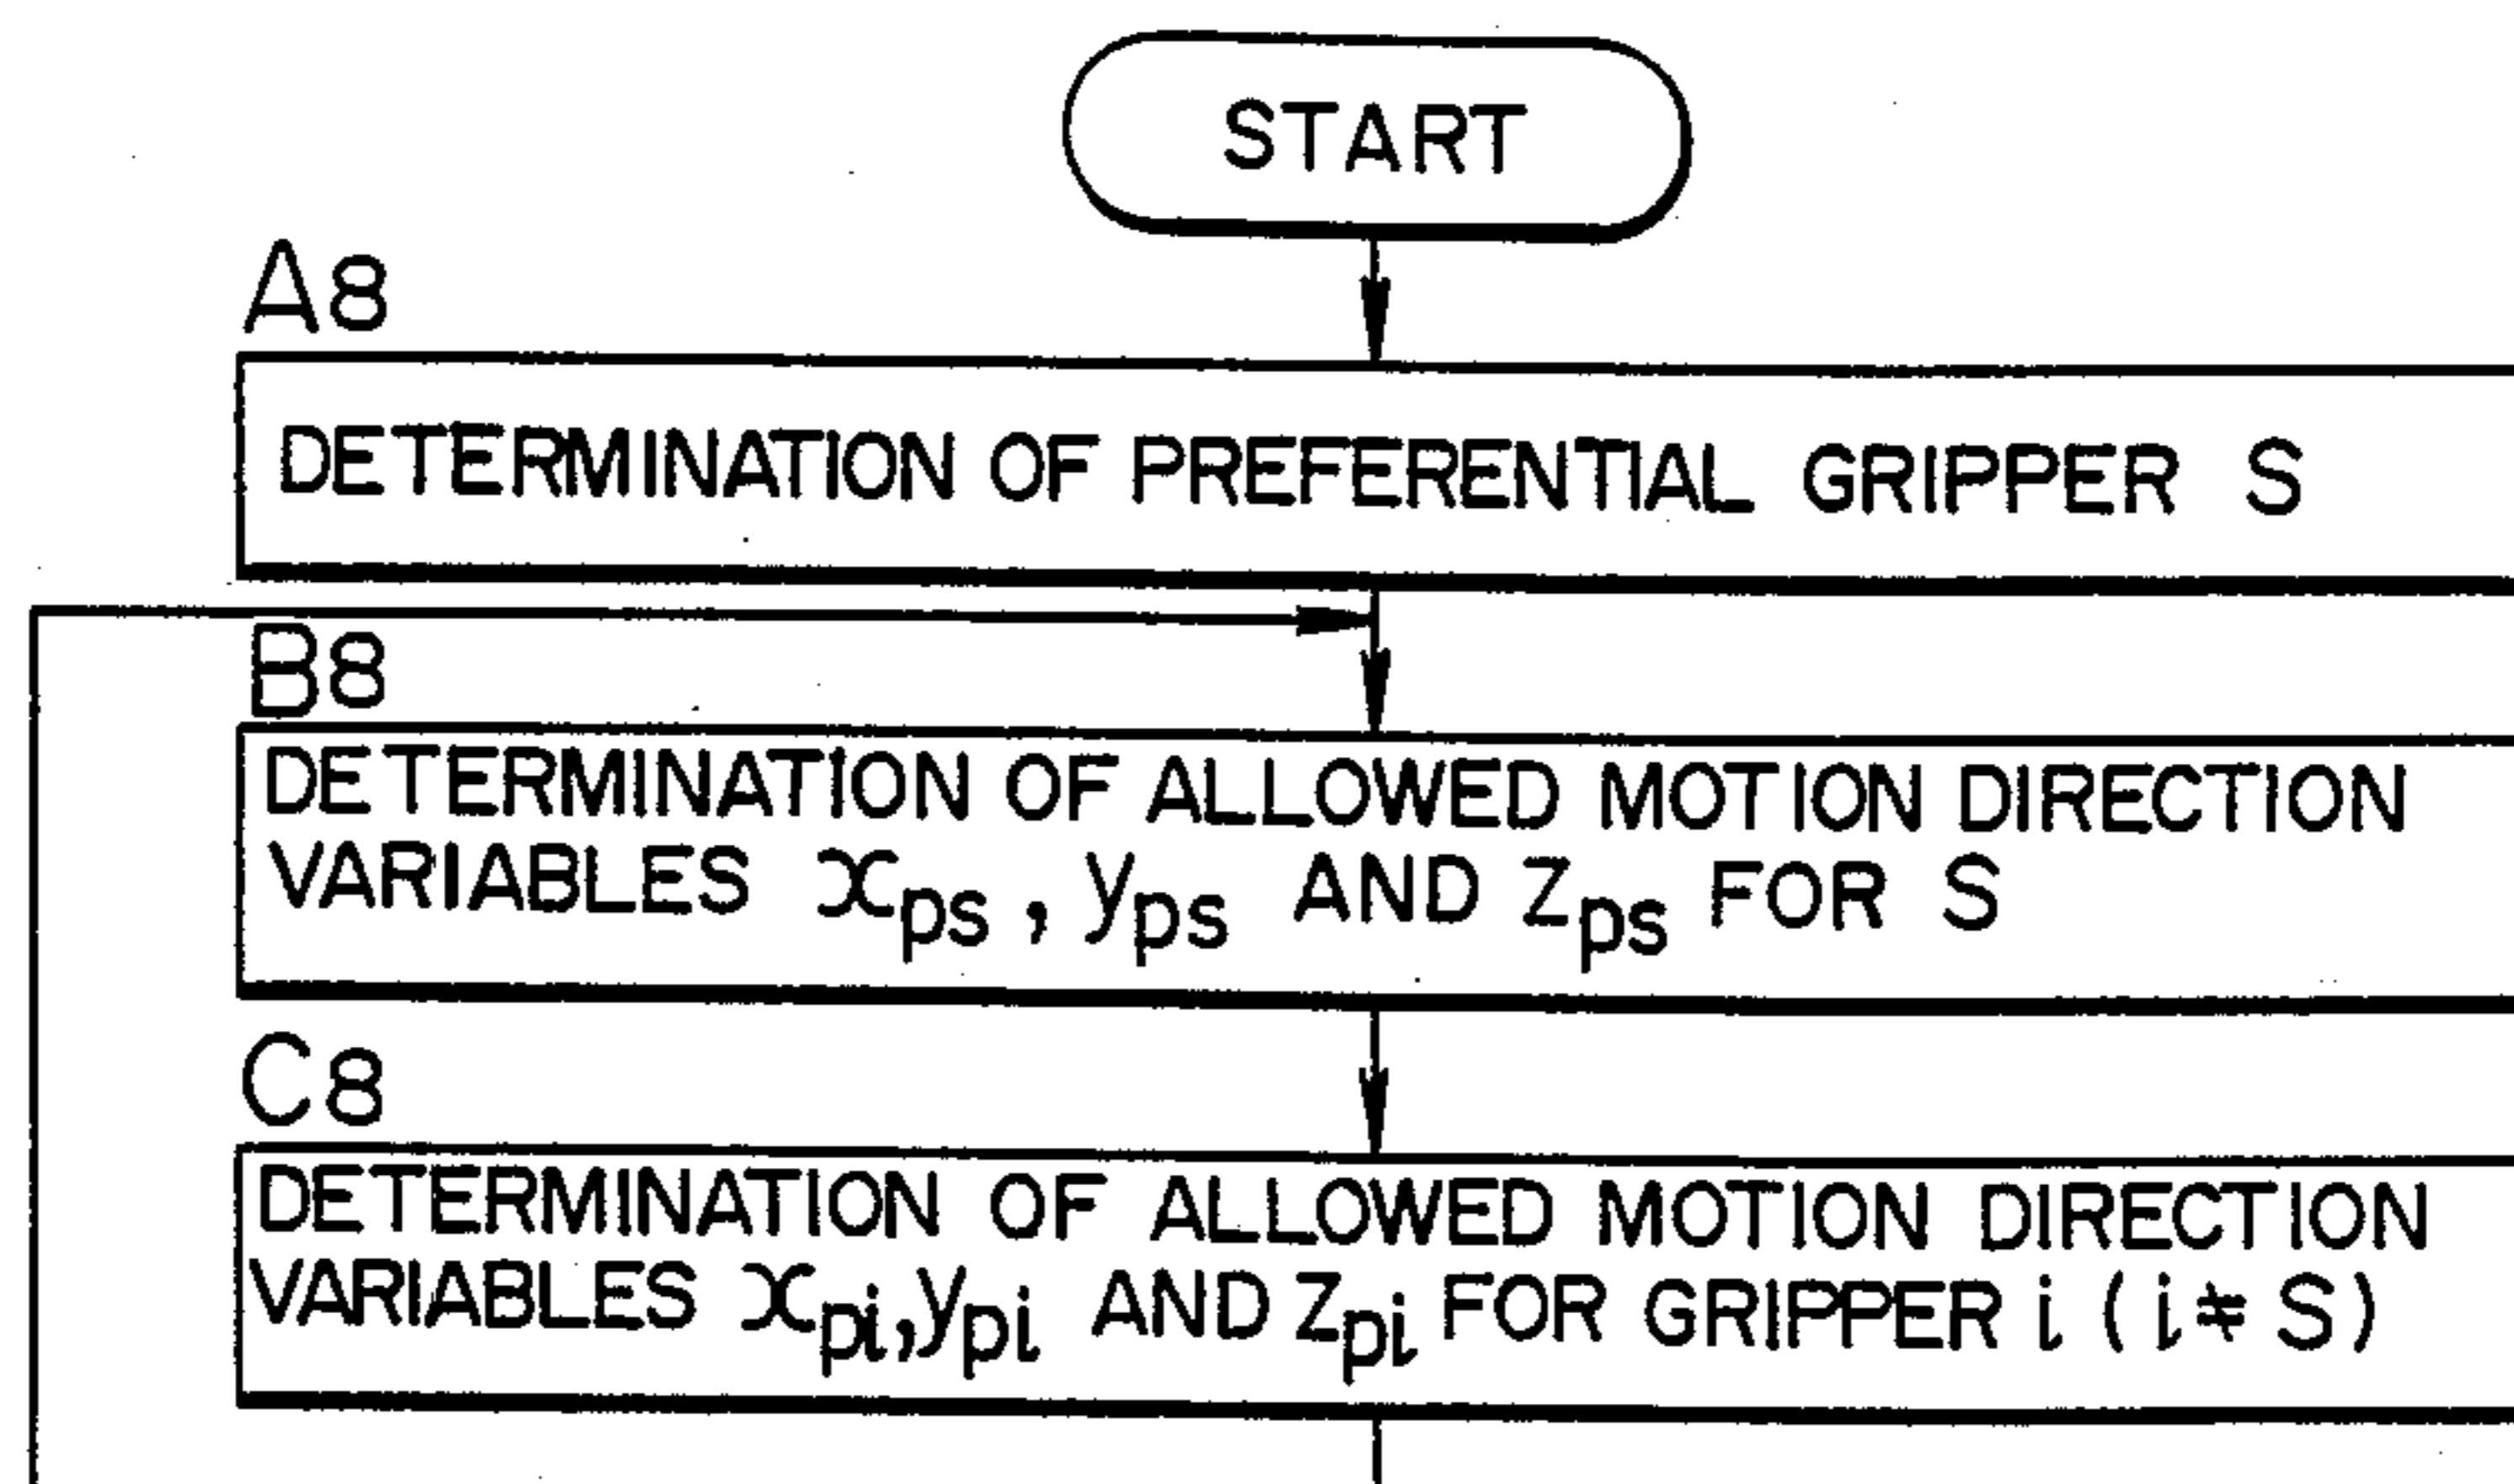 START
A8
DETERMINATION OF PREFERENTIAL GRIPPER S
B8
DETERMINATION OF ALLOWED MOTION DIRECTION
VARIABLES xps, yps AND zps FOR S
C8
DETERMINATION OF ALLOWED MOTION DIRECTION
VARIABLES xpi, ypi AND zpi FOR GRIPPER i (i ≠ S)